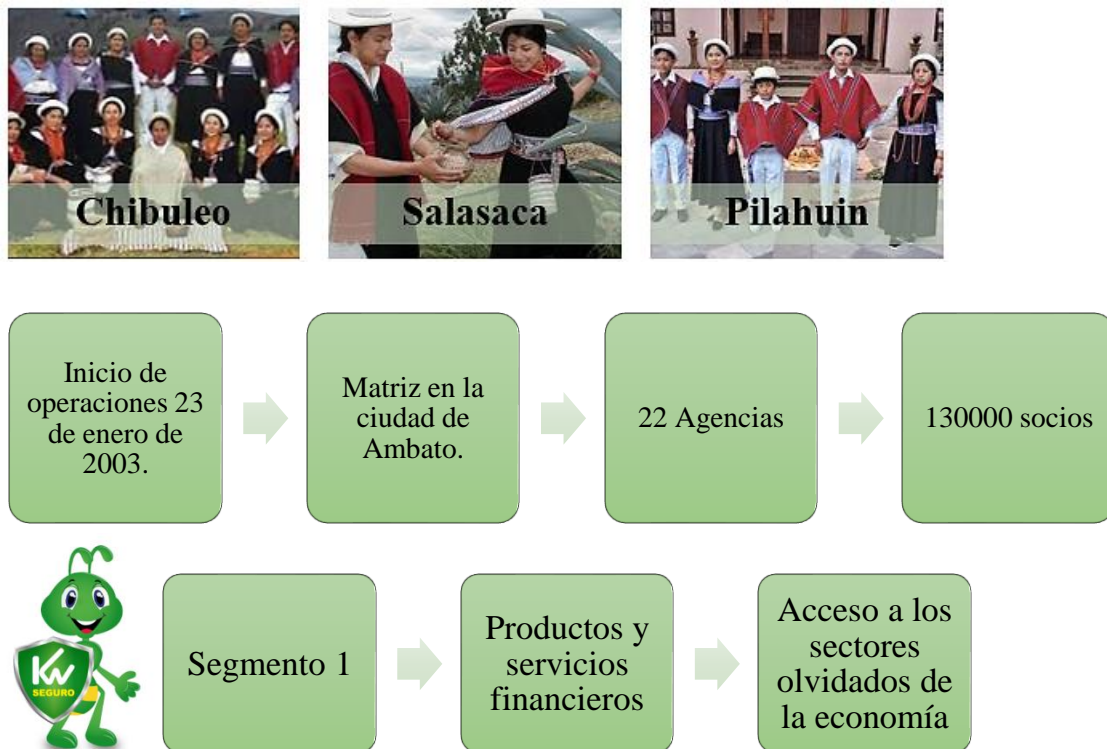 Chibuleo
Salasaca
Pilahuin
Inicio de
operaciones 23
de enero de
2003.
Matriz en la
ciudad de
Ambato.
22 Agencias
130000 socios
KW
SEGURO
Segmento 1
Productos y
servicios
financieros
Acceso a los
sectores
olvidados de
la economía